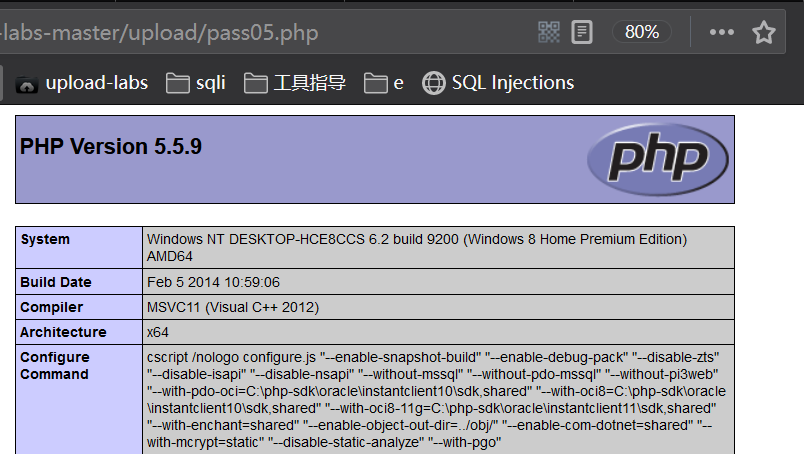 -labs-master/upload/pass05.php
80%
upload-labs
sqli
工具指导
e
SQL Injections
PHP Version 5.5.9
php
System
Windows NT DESKTOP-HCE8CCS 6.2 build 9200 (Windows 8 Home Premium Edition)
AMD64
Build Date
Feb 5 2014 10:59:06
Compiler
MSVC11 (Visual C++ 2012)
Architecture
x64
Configure
Command
cscript /nologo configure.js "--enable-snapshot-build" "--enable-debug-pack" "--disable-zts"
"--disable-isapi" "--disable-nsapi" "--without-mssql" "--without-pdo-mssql" "--without-pi3web"
"--with-pdo-oci=C:\php-sdk\oracle\instantclient10\sdk,shared" "--with-oci8=C:\php-sdk\oracle
\instantclient10\sdk,shared" "--with-oci8-11g=C:\php-sdk\oracle\instantclient11\sdk,shared"
"--with-enchant=shared" "--enable-object-out-dir=../obj/" "--enable-com-dotnet=shared" "--
with-mcrypt=static" "--disable-static-analyze" "--with-pgo"